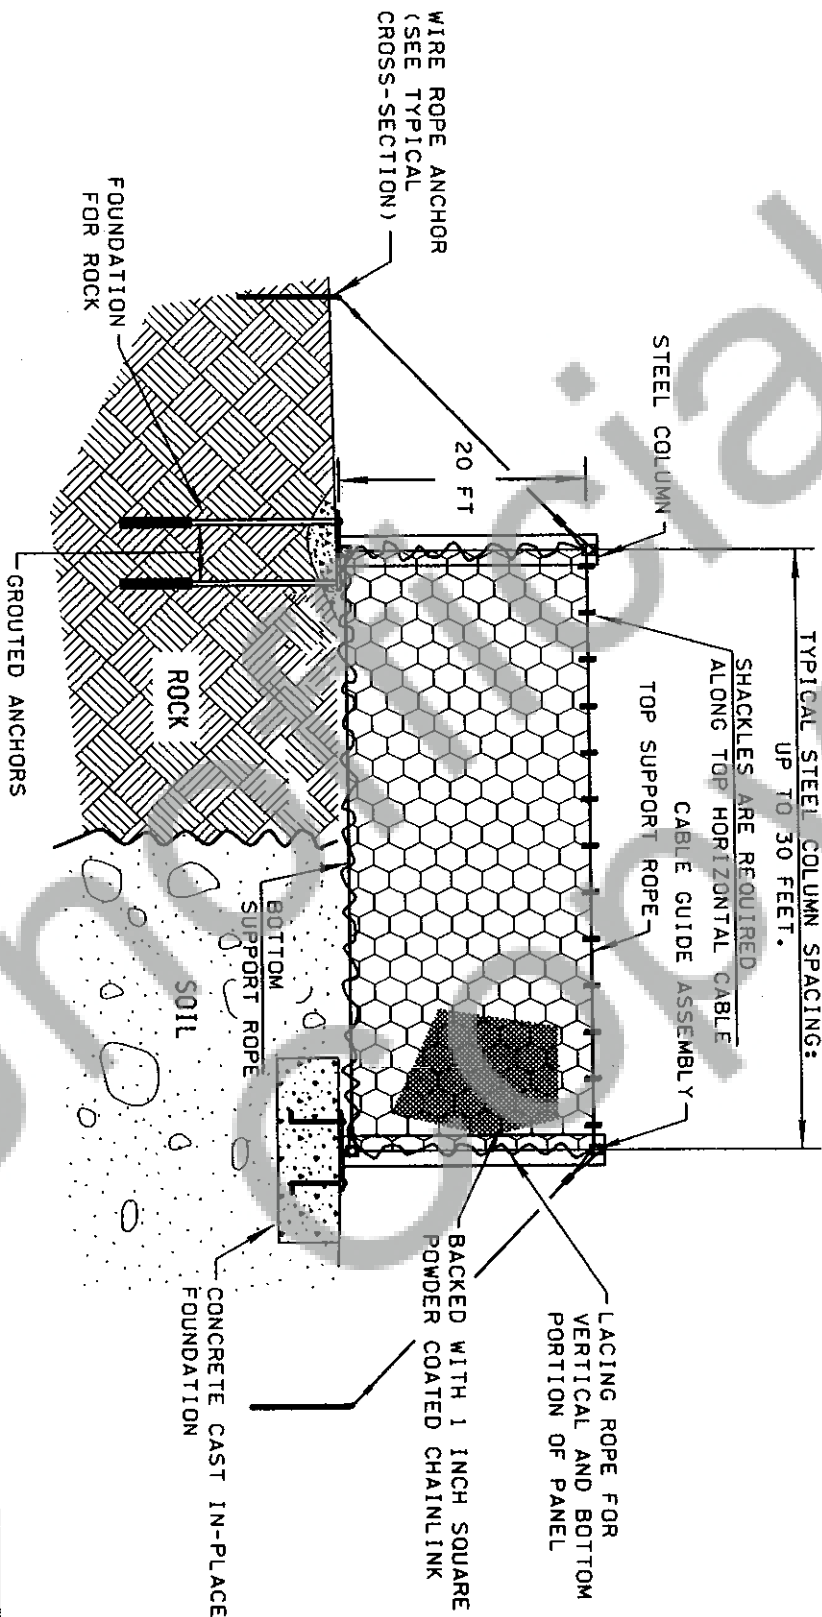 TYPICAL STEEL COLUMN SPACING:
UP TO 30 FEET.
SHACKLES ARE REQUIRED
ALONG TOP HORIZONTAL CABLE
CABLE GUIDE ASSEMBLY
TOP SUPPORT ROPE
STEEL COLUMN
20 FT
WIRE ROPE ANCHOR
(SEE TYPICAL
CROSS-SECTION)
LACING ROPE FOR
VERTICAL AND BOTTOM
PORTION OF PANEL
BACKED WITH 1 INCH SQUARE
POWDER COATED CHAINLINK
BOTTOM
SUPPORT ROPE
ROCK
SOIL
FOUNDATION
FOR ROCK
GROUTED ANCHORS
CONCRETE CAST IN-PLACE
FOUNDATION